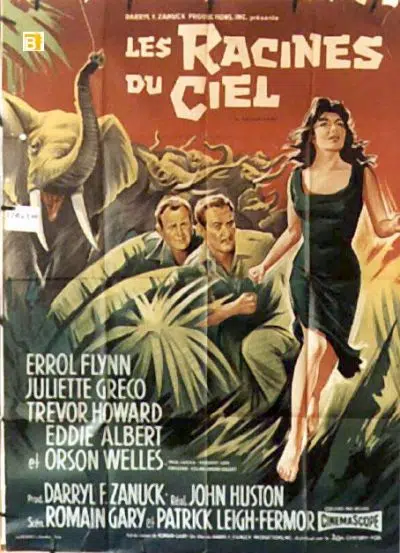 B
DARRYL F. ZANUCK PRODUCTIONS, INC. présente
LES RACINES
DU CIEL
ERROL FLYNN
JULIETTE GRECO
TREVOR HOWARD
EDDIE ALBERT
et ORSON WELLES
Prod. DARRYL F. ZANUCK - Réal. JOHN HUSTON
Scén. ROMAIN GARY et PATRICK LEIGH-FERMOR
CINEMASCOPE